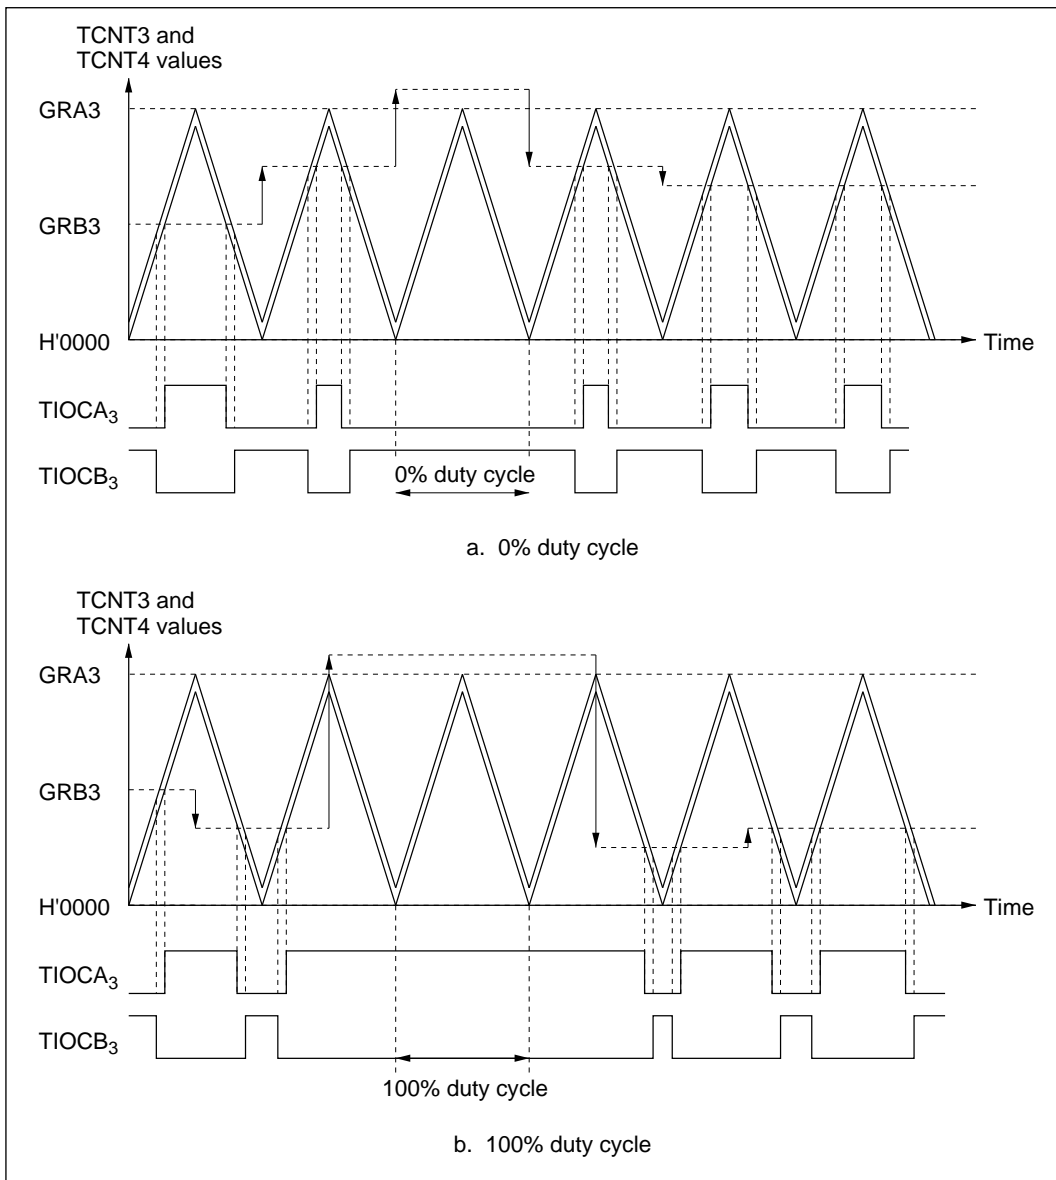 TCNT3 and
TCNT4 values
GRA3
GRB3
H'0000
Time
TIOCA3
TIOCB3
0% duty cycle
a. 0% duty cycle
TCNT3 and
TCNT4 values
GRA3
GRB3
H'0000
Time
TIOCA3
TIOCB3
100% duty cycle
b. 100% duty cycle